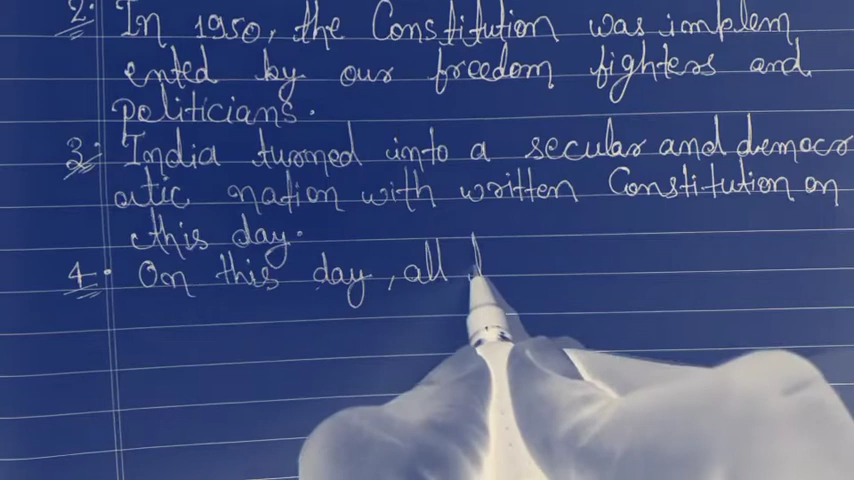 2. In 1950, the Constitution was implem
ented by our freedom fighters and
politicians.
3. India turned into a secular and democr
atic nation with written Constitution on
this day.
4. On this day, all